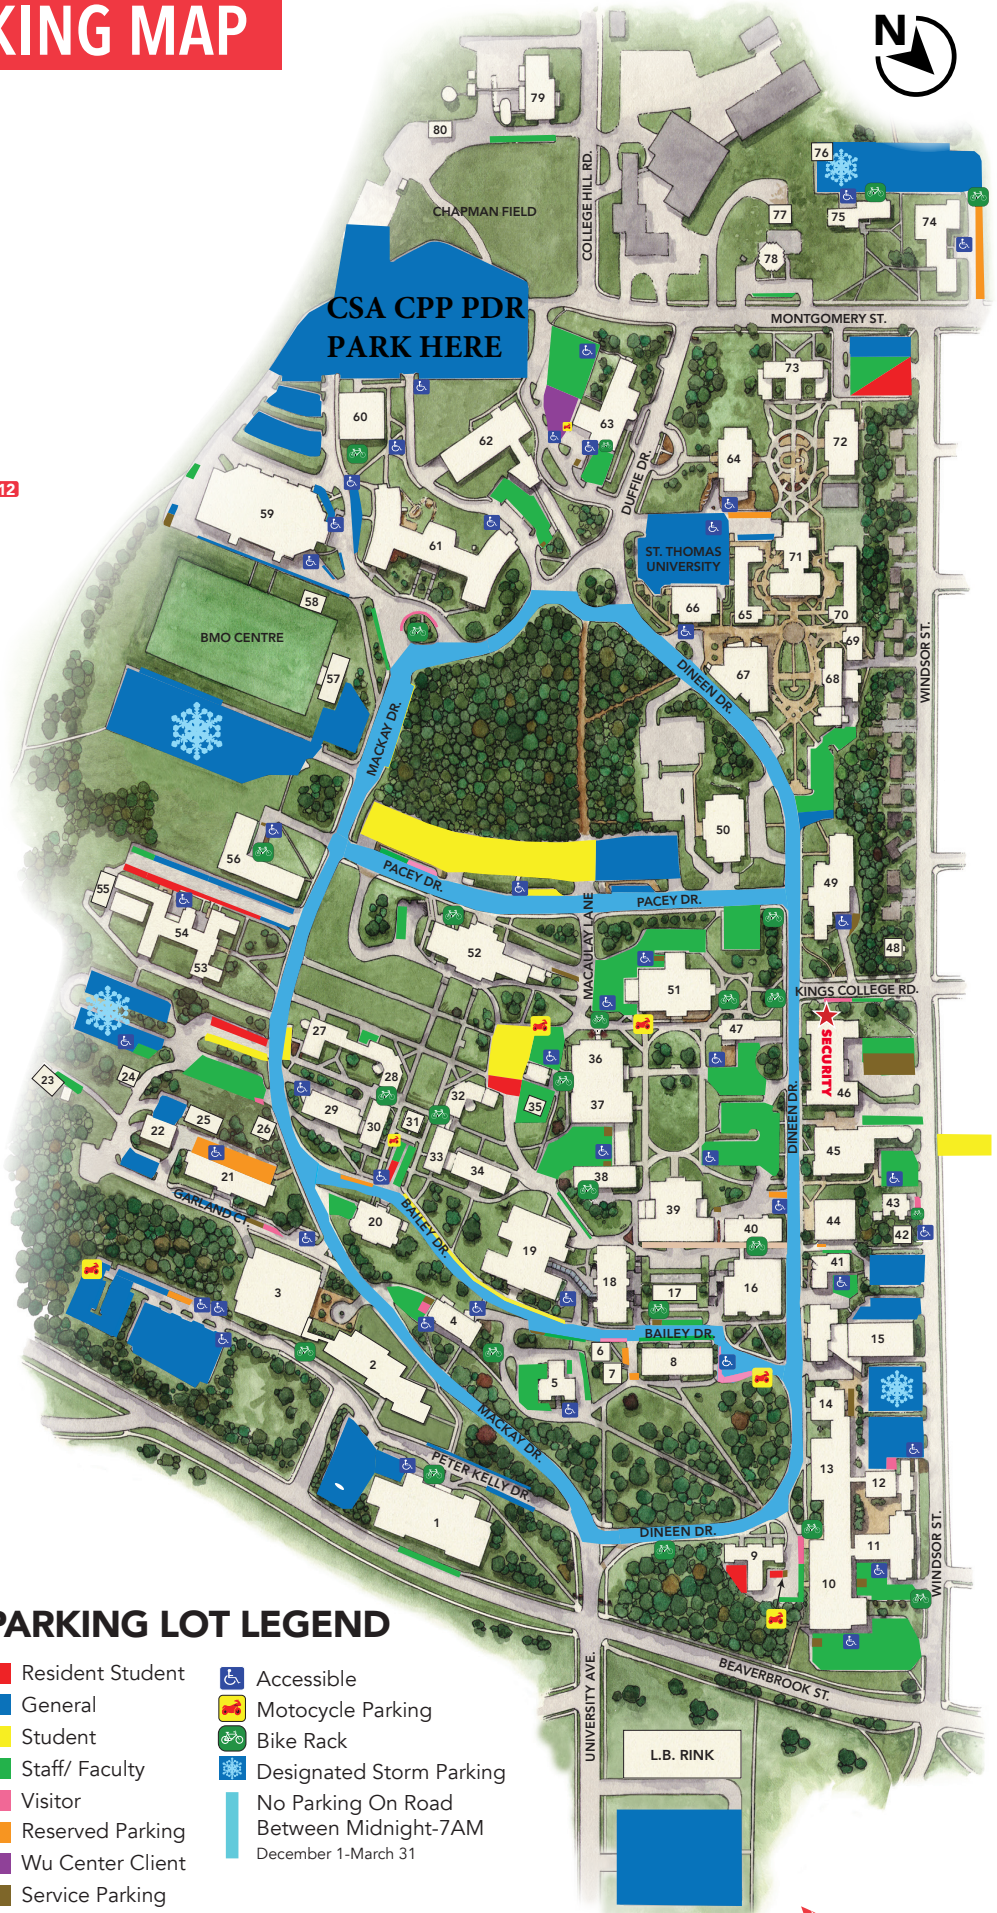 KING MAP
N
79
80
COLLEGE HILL RD.
CHAPMAN FIELD
76
75
74
77
78
CSA CPP PDR
PARK HERE
MONTGOMERY ST.
73
60
63
62
72
64
DUFFIE DR.
12
59
61
ST. THOMAS
UNIVERSITY
71
58
66
65
70
BMO CENTRE
69
57
67
68
DINEEN DR.
WINDSOR ST.
MACKAY DR.
50
56
PACEY DR.
PACEY DR.
49
55
54
53
52
MACAULAY LANE
48
51
KINGS COLLEGE RD.
27
47
SECURITY
36
46
23
24
28
32
35
37
DINEEN DR.
22
25
26
29
30
31
33
34
45
21
38
GARLAND CT
20
BAILEY DR.
39
40
44
43
42
19
41
3
18
17
16
4
BAILEY DR.
15
2
6
7
8
5
14
MACKAY DR.
13
12
PETER KELLY DR.
1
DINEEN DR.
9
11
10
WINDSOR ST.
PARKING LOT LEGEND
Resident Student
General
Student
Staff/ Faculty
Visitor
Reserved Parking
Wu Center Client
Service Parking
Accessible
Motocycle Parking
Bike Rack
Designated Storm Parking
No Parking On Road
Between Midnight-7AM
December 1-March 31
BEAVERBROOK ST.
UNIVERSITY AVE.
L.B. RINK